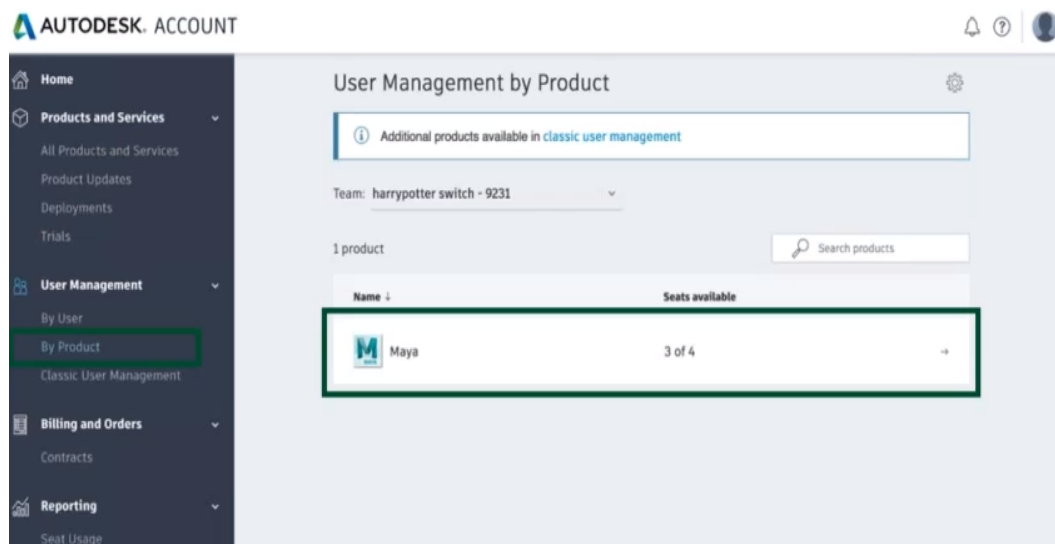 AUTODESK. ACCOUNT
Home
Products and Services
All Products and Services
Product Updates
Deployments
Trials
User Management
By User
By Product
Classic User Management
Billing and Orders
Contracts
Reporting
Seat Usage
User Management by Product
Additional products available in classic user management
Team: harrypotter switch - 9231
1 product
Search products
Name ↓ Seats available
M Maya 3 of 4